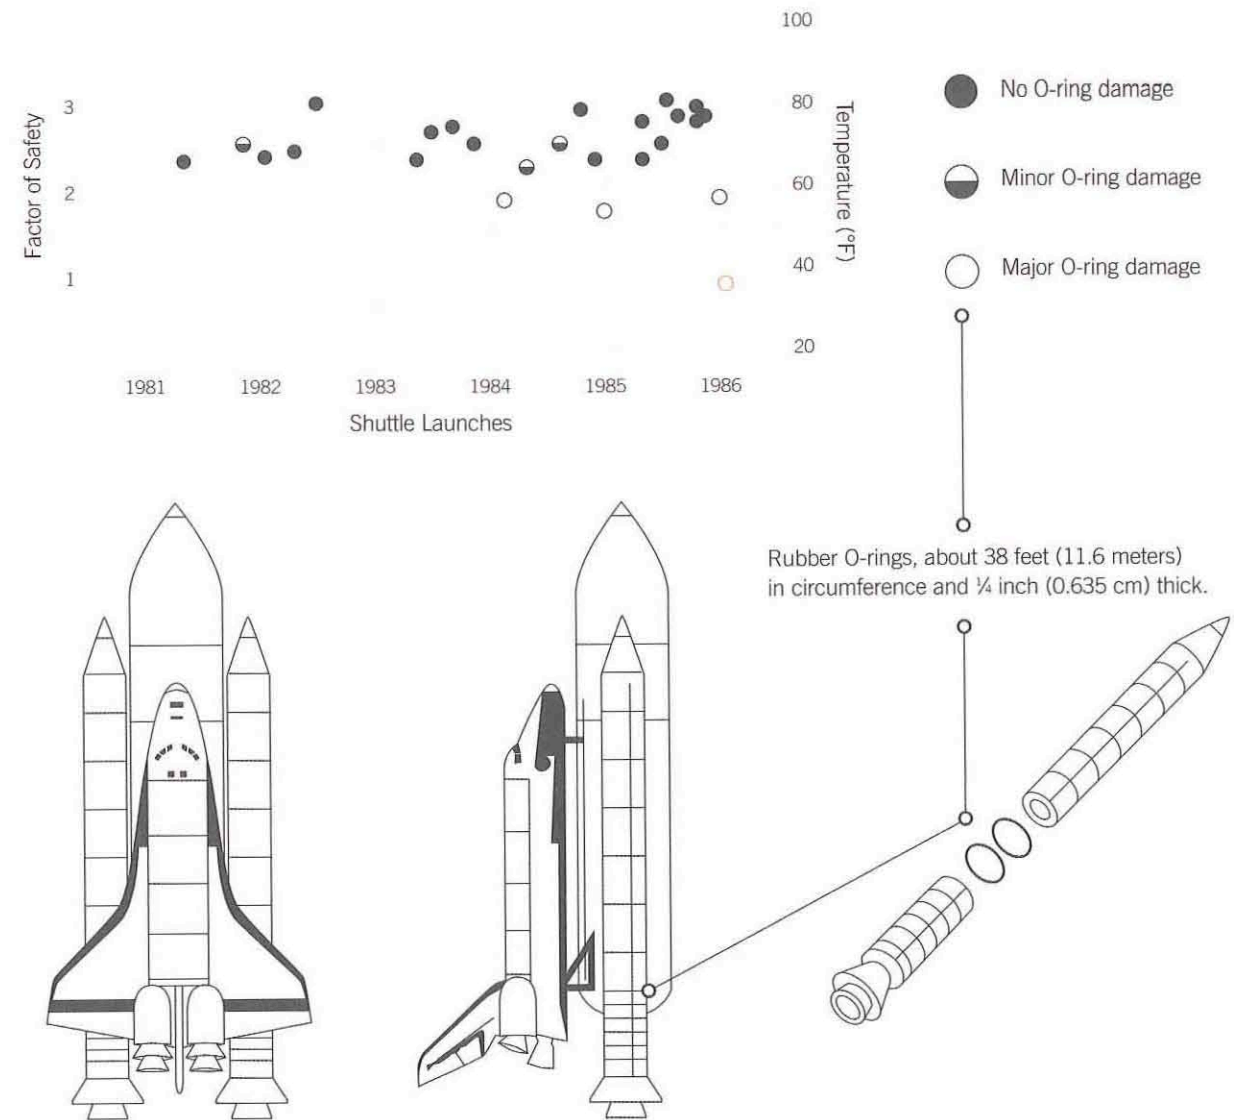 100
3
Factor of Safety
2
1
80
60
40
20
Temperature (°F)
1981 1982 1983 1984 1985 1986
Shuttle Launches
No O-ring damage
Minor O-ring damage
Major O-ring damage
Rubber O-rings, about 38 feet (11.6 meters)
in circumference and ¼ inch (0.635 cm) thick.